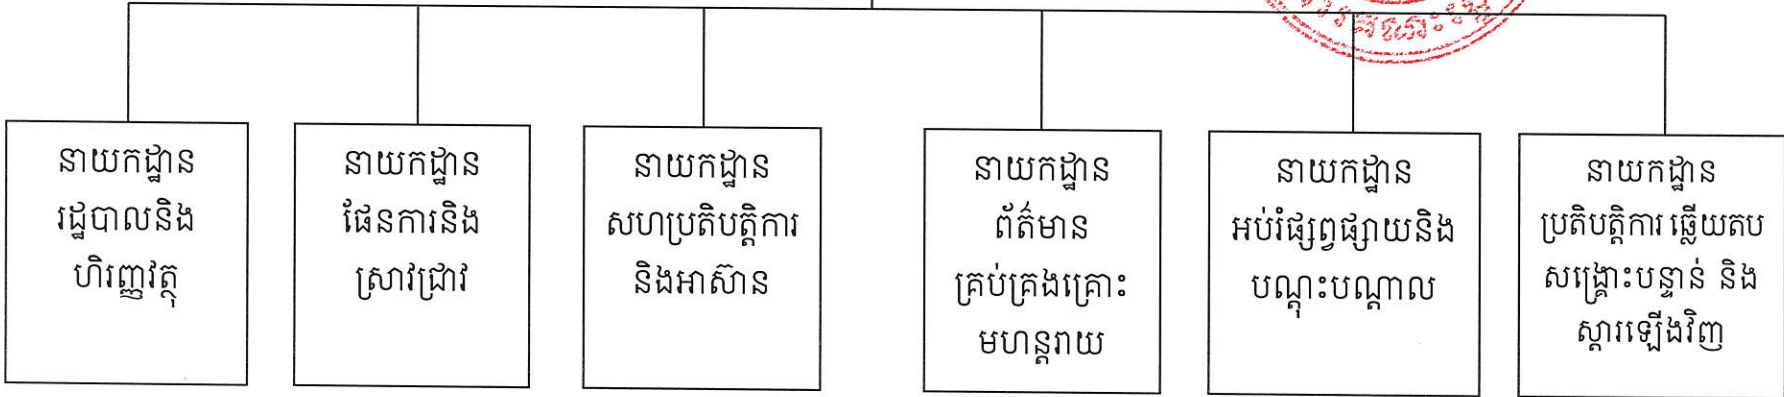 នាយកដ្ឋាន
រដ្ឋបាលនិង
ហិរញ្ញវត្ថុ
នាយកដ្ឋាន
ផែនការនិង
ស្រាវជ្រាវ
នាយកដ្ឋាន
សហប្រតិបត្តិការ
និងអាស៊ាន
នាយកដ្ឋាន
ព័ត៌មាន
គ្រប់គ្រងគ្រោះ
មហន្តរាយ
នាយកដ្ឋាន
អប់រំផ្សព្វផ្សាយនិង
បណ្តុះបណ្តាល
នាយកដ្ឋាន
ប្រតិបត្តិការ ឆ្លើយតប
សង្គ្រោះបន្ទាន់ និង
ស្តារឡើងវិញ